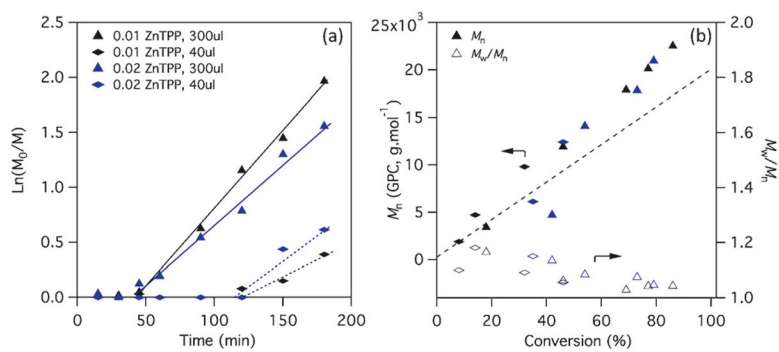 (a)
0.01 ZnTPP, 300ul
0.01 ZnTPP, 40ul
0.02 ZnTPP, 300ul
0.02 ZnTPP, 40ul
2.5
2.0
1.5
1.0
0.5
0.0
Ln(M₀/M)
0 50 100 150 200
Time (min)
(b)
Mₙ
M_w/Mₙ
25x10³
20
15
10
5
0
-5000
Mₙ (GPC, g.mol⁻¹)
2.0
1.8
1.6
1.4
1.2
1.0
M_w/Mₙ
0 20 40 60 80 100
Conversion (%)